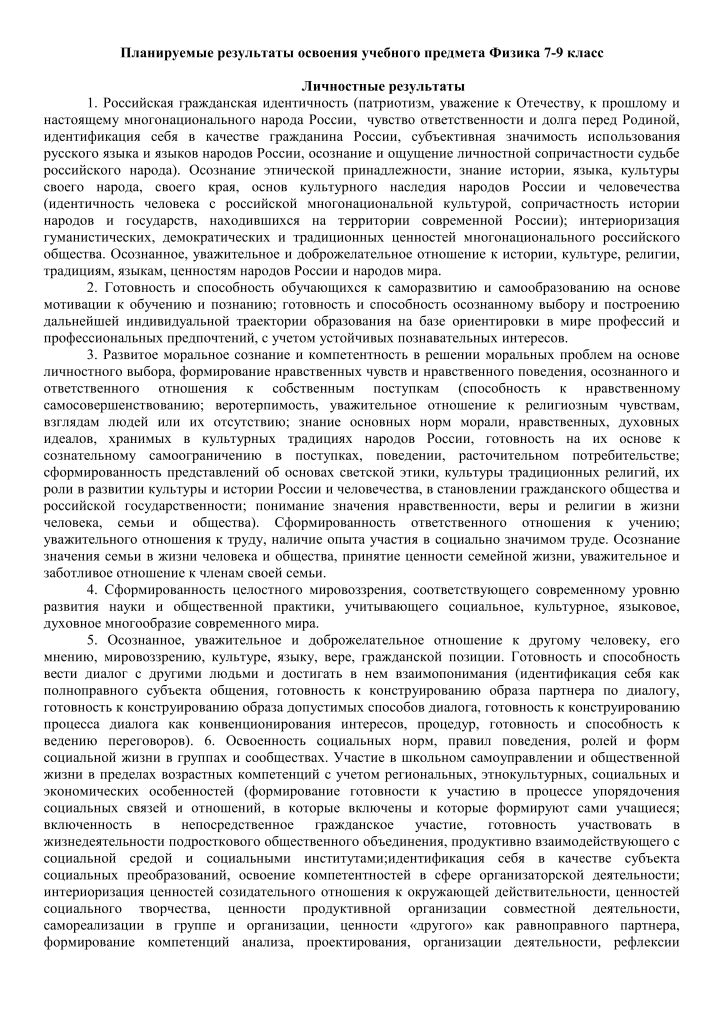 Планируемые результаты освоения учебного предмета Физика 7-9 класс
Личностные результаты
1. Российская гражданская идентичность (патриотизм, уважение к Отечеству, к прошлому и
настоящему многонационального народа России, чувство ответственности и долга перед Родиной,
идентификация себя в качестве гражданина России, субъективная значимость использования
русского языка и языков народов России, осознание и ощущение личностной сопричастности судьбе
российского народа). Осознание этнической принадлежности, знание истории, языка, культуры
своего народа, своего края, основ культурного наследия народов России и человечества
(идентичность человека с российской многонациональной культурой, сопричастность истории
народов и государств, находившихся на территории современной России); интериоризация
гуманистических, демократических и традиционных ценностей многонационального российского
общества. Осознанное, уважительное и доброжелательное отношение к истории, культуре, религии,
традициям, языкам, ценностям народов России и народов мира.
2. Готовность и способность обучающихся к саморазвитию и самообразованию на основе
мотивации к обучению и познанию; готовность и способность осознанному выбору и построению
дальнейшей индивидуальной траектории образования на базе ориентировки в мире профессий и
профессиональных предпочтений, с учетом устойчивых познавательных интересов.
3. Развитое моральное сознание и компетентность в решении моральных проблем на основе
личностного выбора, формирование нравственных чувств и нравственного поведения, осознанного и
ответственного отношения к собственным поступкам (способность к нравственному
самосовершенствованию; веротерпимость, уважительное отношение к религиозным чувствам,
взглядам людей или их отсутствию; знание основных норм морали, нравственных, духовных
идеалов, хранимых в культурных традициях народов России, готовность на их основе к
сознательному самоограничению в поступках, поведении, расточительном потребительстве;
сформированность представлений об основах светской этики, культуры традиционных религий, их
роли в развитии культуры и истории России и человечества, в становлении гражданского общества и
российской государственности; понимание значения нравственности, веры и религии в жизни
человека, семьи и общества). Сформированность ответственного отношения к учению;
уважительного отношения к труду, наличие опыта участия в социально значимом труде. Осознание
значения семьи в жизни человека и общества, принятие ценности семейной жизни, уважительное и
заботливое отношение к членам своей семьи.
4. Сформированность целостного мировоззрения, соответствующего современному уровню
развития науки и общественной практики, учитывающего социальное, культурное, языковое,
духовное многообразие современного мира.
5. Осознанное, уважительное и доброжелательное отношение к другому человеку, его
мнению, мировоззрению, культуре, языку, вере, гражданской позиции. Готовность и способность
вести диалог с другими людьми и достигать в нем взаимопонимания (идентификация себя как
полноправного субъекта общения, готовность к конструированию образа партнера по диалогу,
готовность к конструированию образа допустимых способов диалога, готовность к конструированию
процесса диалога как конвенционирования интересов, процедур, готовность и способность к
ведению переговоров). 6. Освоенность социальных норм, правил поведения, ролей и форм
социальной жизни в группах и сообществах. Участие в школьном самоуправлении и общественной
жизни в пределах возрастных компетенций с учетом региональных, этнокультурных, социальных и
экономических особенностей (формирование готовности к участию в процессе упорядочения
социальных связей и отношений, в которые включены и которые формируют сами учащиеся;
включенность в непосредственное гражданское участие, готовность участвовать в
жизнедеятельности подросткового общественного объединения, продуктивно взаимодействующего с
социальной средой и социальными институтами;идентификация себя в качестве субъекта
социальных преобразований, освоение компетентностей в сфере организаторской деятельности;
интериоризация ценностей созидательного отношения к окружающей действительности, ценностей
социального творчества, ценности продуктивной организации совместной деятельности,
самореализации в группе и организации, ценности «другого» как равноправного партнера,
формирование компетенций анализа, проектирования, организации деятельности, рефлексии